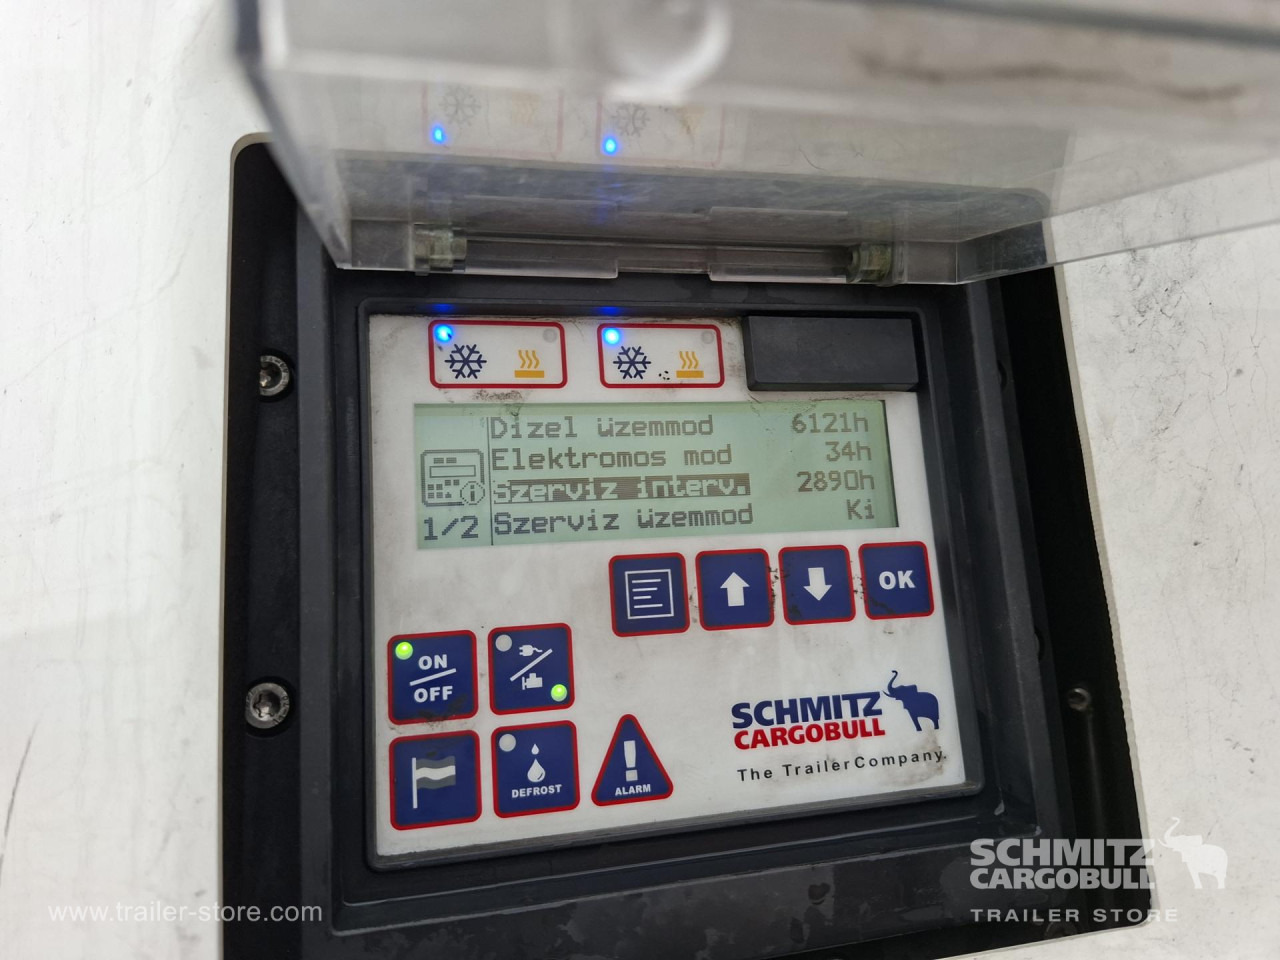 Dízel üzemmod 6121h
Elektromos mod 34h
Szerviz interv. 2890h
Szerviz üzemmod Ki
1/2
OK
ON
OFF
DEFROST
ALARM
SCHMITZ
CARGOBULL
The TrailerCompany.
SCHMITZ
CARGOBULL
TRAILER STORE
www.trailer-store.com